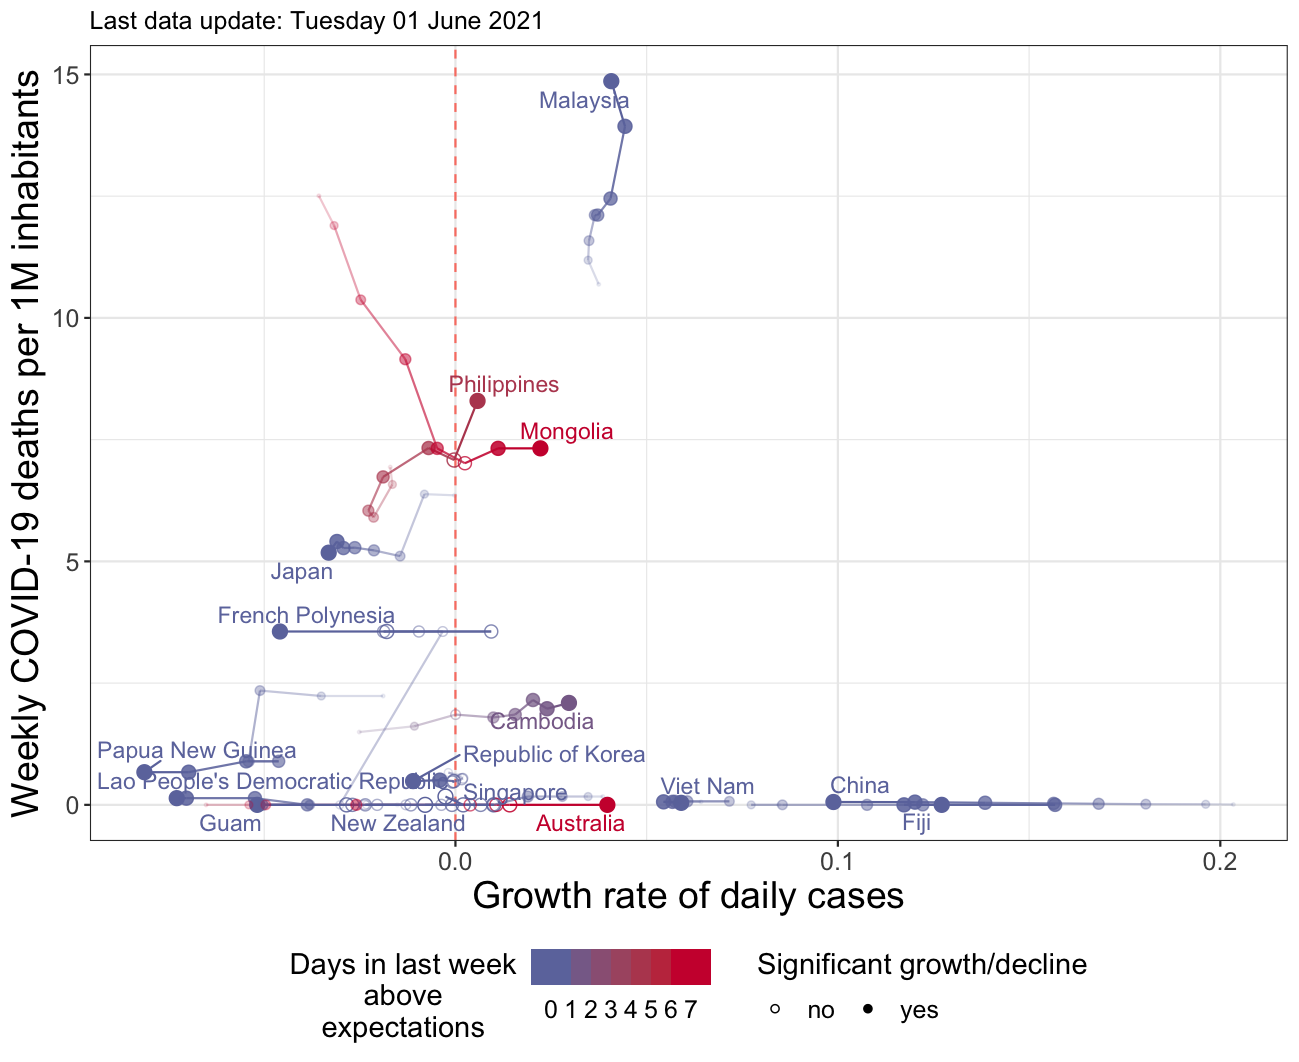 Last data update: Tuesday 01 June 2021
Weekly COVID-19 deaths per 1M inhabitants
15
10
5
0
Malaysia
Philippines
Mongolia
Japan
French Polynesia
Cambodia
Papua New Guinea
Republic of Korea
Lao People's Democratic Republic
Singapore
Viet Nam
China
Guam
New Zealand
Australia
Fiji
0.0
0.1
0.2
Growth rate of daily cases
Days in last week
above
expectations
0 1 2 3 4 5 6 7
Significant growth/decline
no
yes